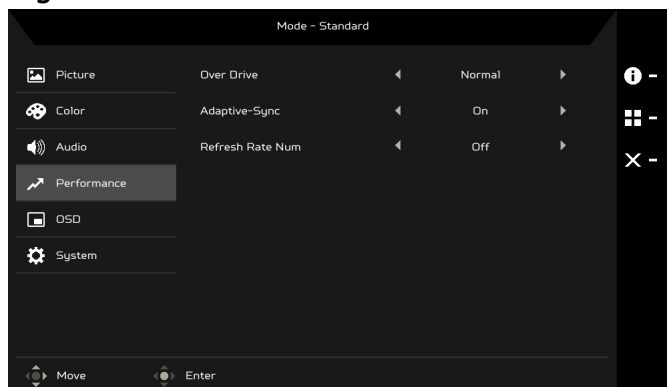 Mode - Standard
Picture
Over Drive Normal
Color
Adaptive-Sync On
Audio
Refresh Rate Num Off
Performance
OSD
System
Move Enter